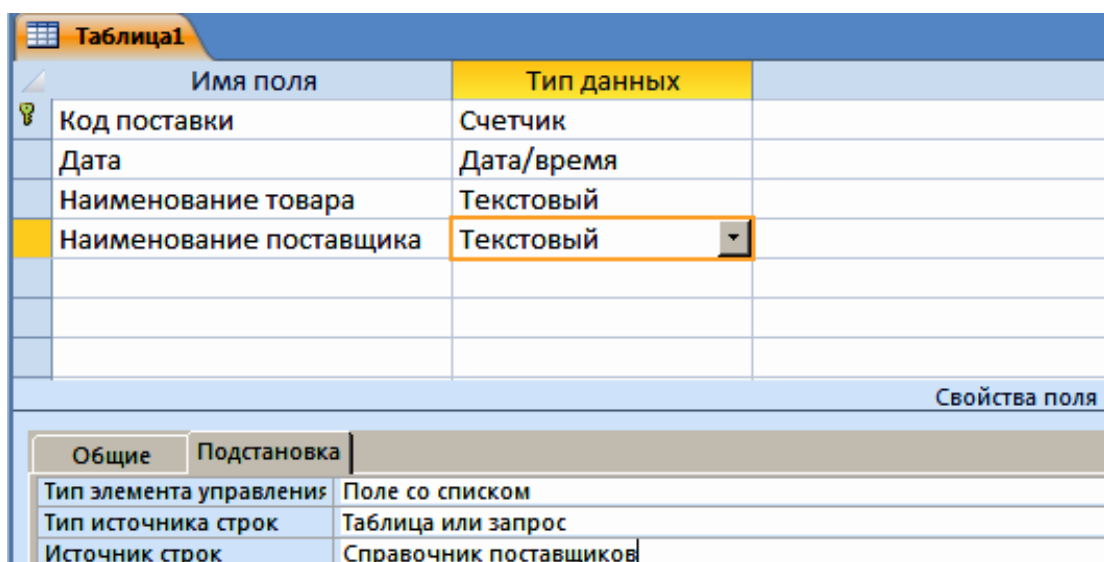 Таблица1
Имя поля Тип данных
Код поставки Счетчик
Дата Дата/время
Наименование товара Текстовый
Наименование поставщика Текстовый
Свойства поля
Общие Подстановка
Тип элемента управления Поле со списком
Тип источника строк Таблица или запрос
Источник строк Справочник поставщиков